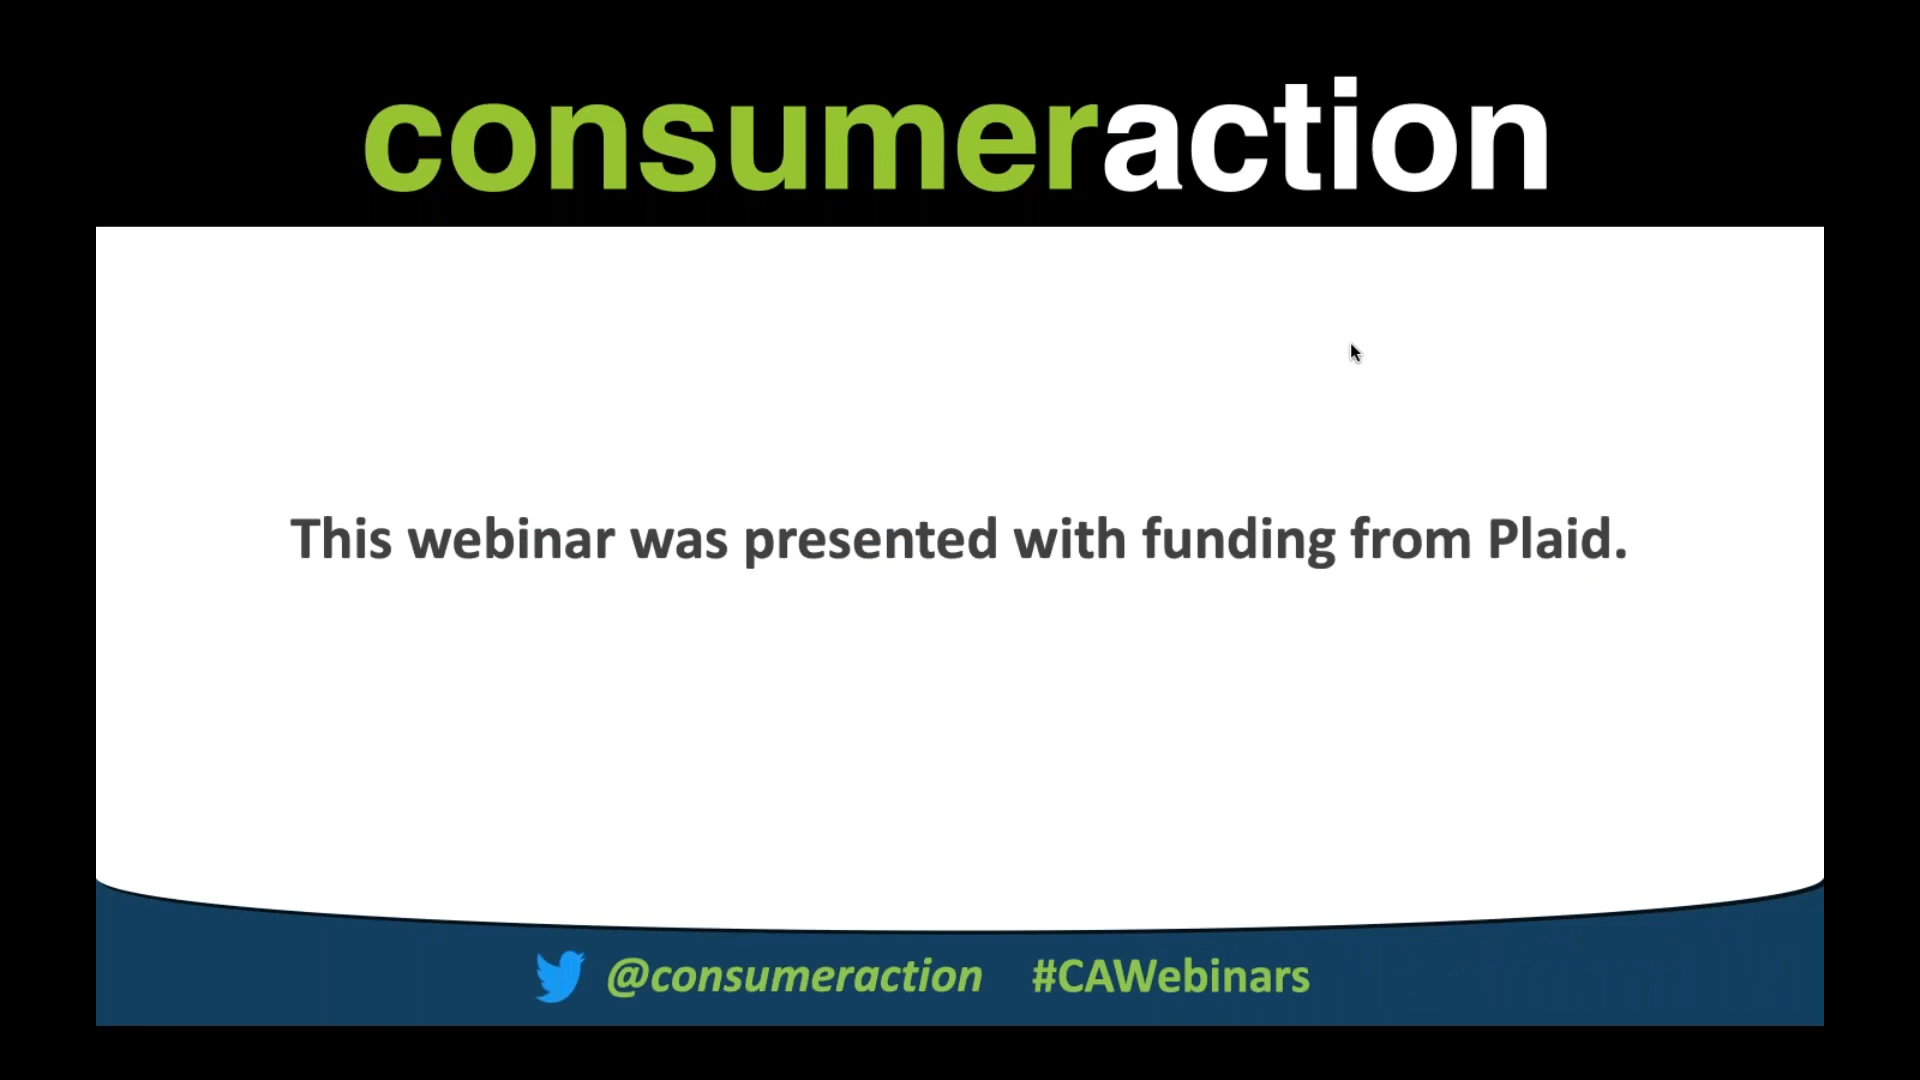 consumeraction
This webinar was presented with funding from Plaid.
@consumeraction #CAWebinars